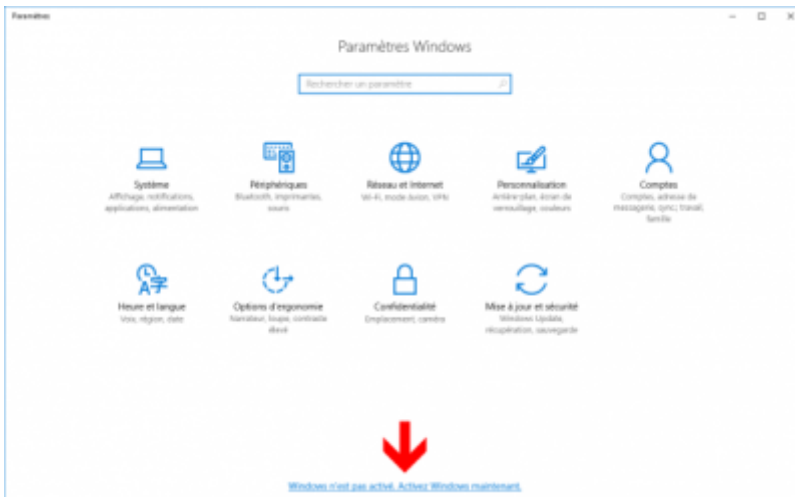 Paramètres
Paramètres Windows
Rechercher un paramètre
Système
Affichage, notifications,
applications, alimentation
Périphériques
Bluetooth, imprimantes,
souris
Réseau et Internet
Wi-Fi, mode Avion, VPN
Personnalisation
Arrière-plan, écran de
verrouillage, couleurs
Comptes
Comptes, adresse de
messagerie, sync, travail,
famille
Heure et langue
Voix, région, date
Options d'ergonomie
Narrateur, loupe, contraste
élevé
Confidentialité
Emplacement, caméra
Mise à jour et sécurité
Windows Update,
récupération, sauvegarde
Windows n'est pas activé. Activez Windows maintenant.